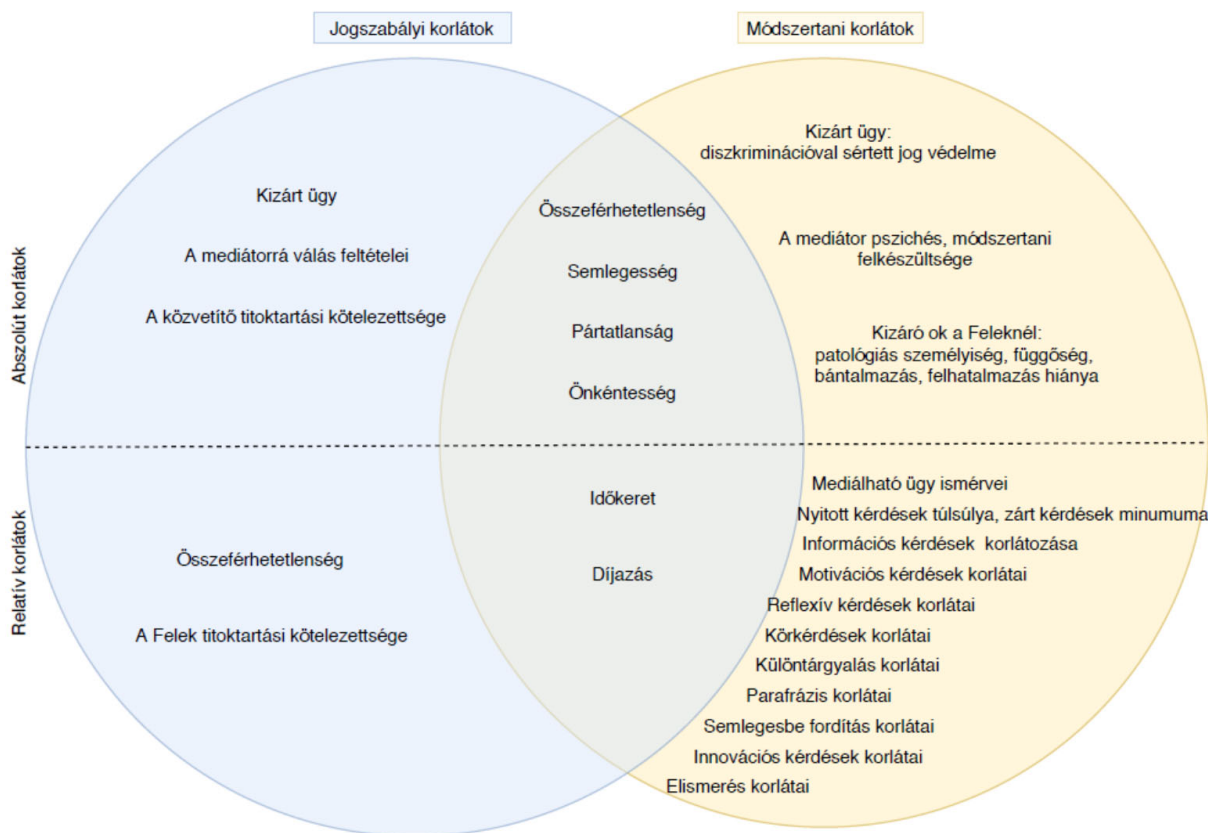 Jogszabályi korlátok
Módszertani korlátok
Abszolút korlátok
Kizárt ügy
A mediátorrá válás feltételei
A közvetítő titoktartási kötelezettsége
Összeférhetetlenség
Semlegesség
Pártatlanság
Önkéntesség
Kizárt ügy:
diszkriminációval sértett jog védelme
A mediátor pszichés, módszertani
felkészültsége
Kizáró ok a Feleknél:
patológiás személyiség, függőség,
bántalmazás, felhatalmazás hiánya
Relatív korlátok
Összeférhetetlenség
A Felek titoktartási kötelezettsége
Időkeret
Díjazás
Mediálható ügy ismérvei
Nyitott kérdések túlsúlya, zárt kérdések minumuma
Információs kérdések korlátozása
Motivációs kérdések korlátai
Reflexív kérdések korlátai
Körkérdések korlátai
Különtárgyalás korlátai
Parafrázis korlátai
Semlegesbe fordítás korlátai
Innovációs kérdések korlátai
Elismerés korlátai